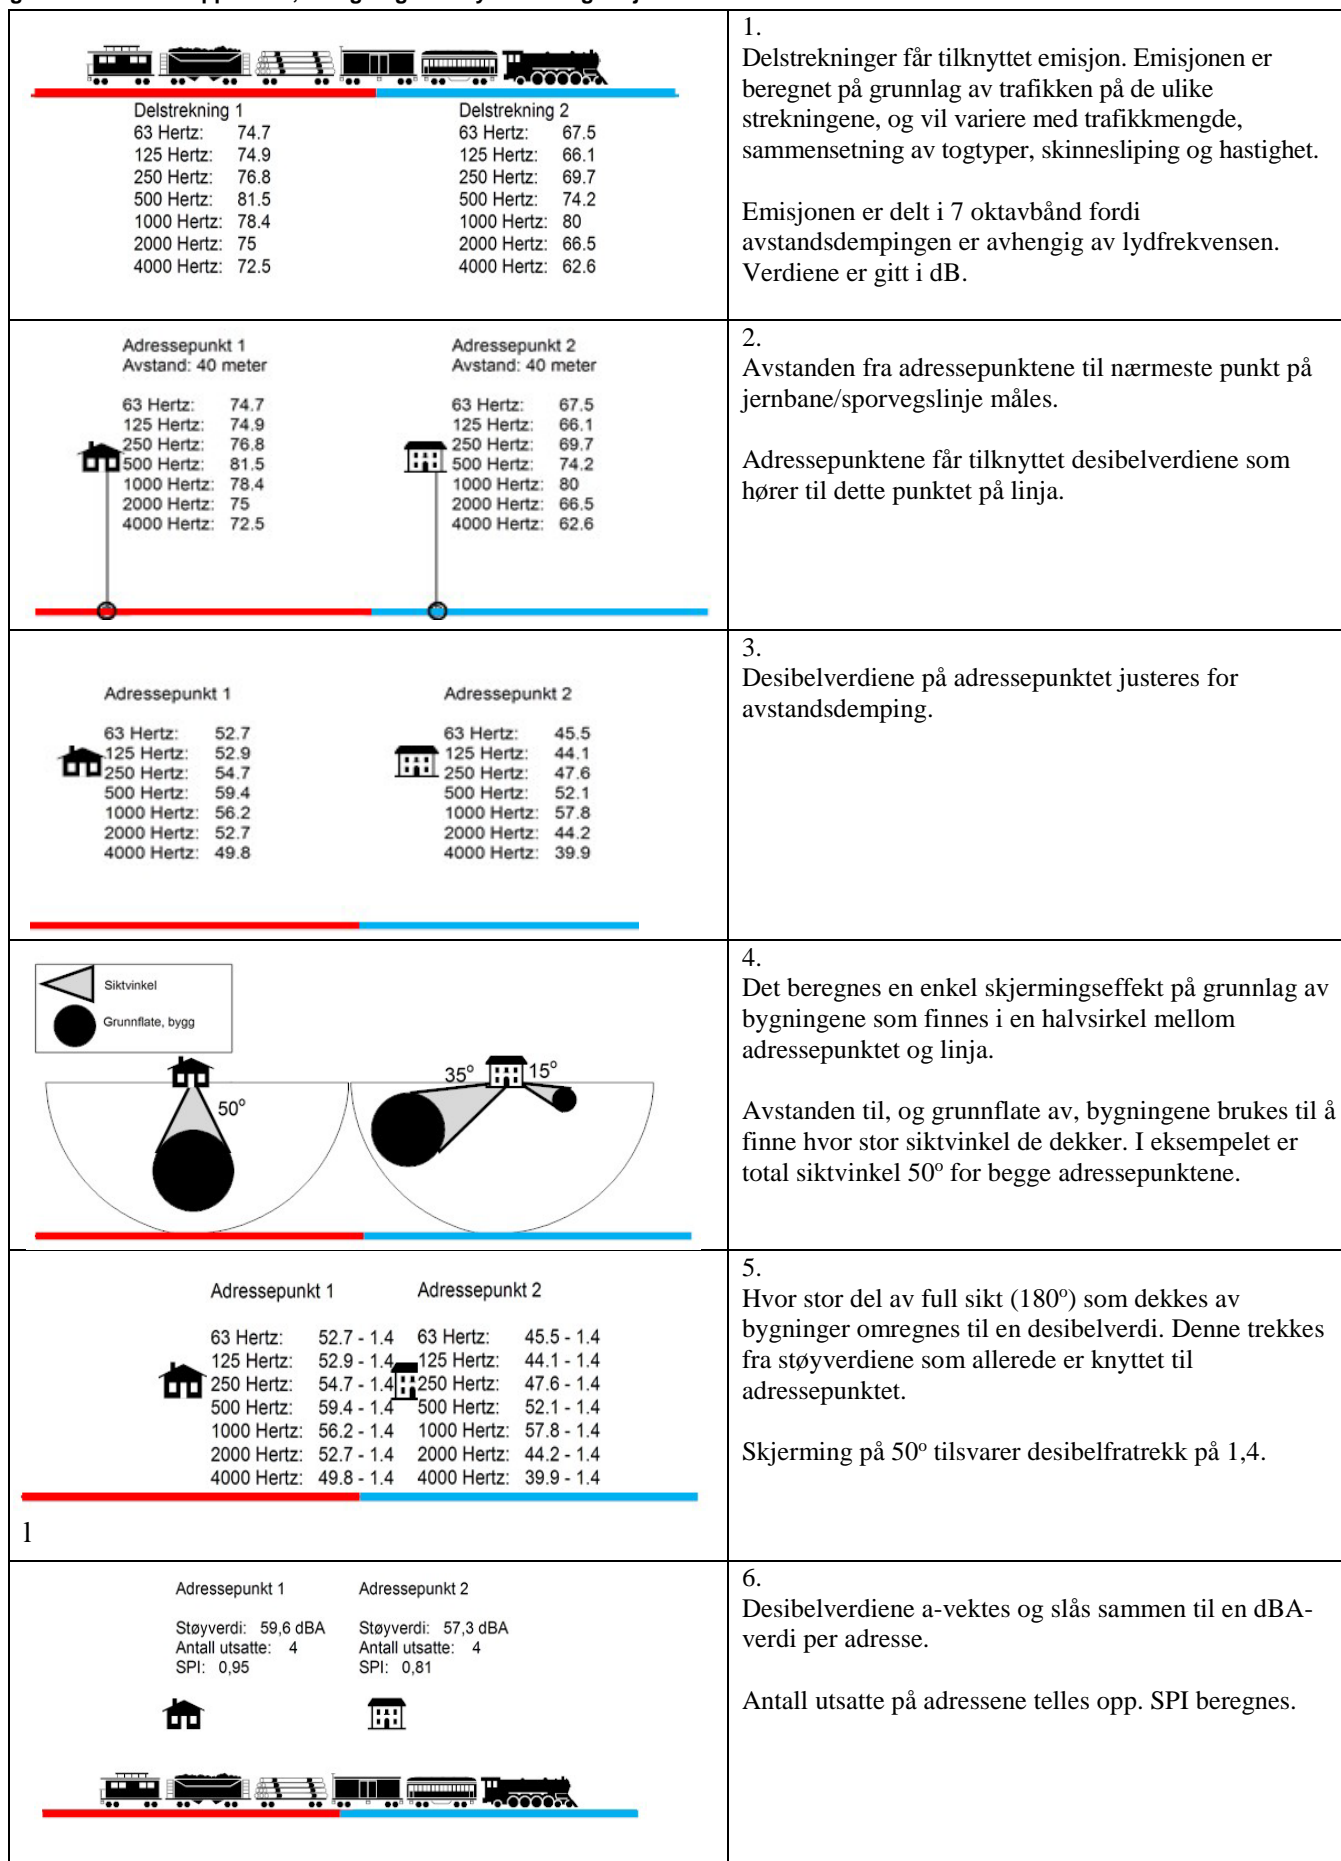 1.
Delstrekninger får tilknyttet emisjon. Emisjonen er
beregnet på grunnlag av trafikken på de ulike
strekningene, og vil variere med trafikkmengde,
sammensetning av togtyper, skinnesliping og hastighet.
Emisjonen er delt i 7 oktavbånd fordi
avstandsdempingen er avhengig av lydfrekvensen.
Verdiene er gitt i dB.
Delstrekning 1
63 Hertz: 74.7
125 Hertz: 74.9
250 Hertz: 76.8
500 Hertz: 81.5
1000 Hertz: 78.4
2000 Hertz: 75
4000 Hertz: 72.5
Delstrekning 2
63 Hertz: 67.5
125 Hertz: 66.1
250 Hertz: 69.7
500 Hertz: 74.2
1000 Hertz: 80
2000 Hertz: 66.5
4000 Hertz: 62.6
Adressepunkt 1
Avstand: 40 meter
63 Hertz: 74.7
125 Hertz: 74.9
250 Hertz: 76.8
500 Hertz: 81.5
1000 Hertz: 78.4
2000 Hertz: 75
4000 Hertz: 72.5
Adressepunkt 2
Avstand: 40 meter
63 Hertz: 67.5
125 Hertz: 66.1
250 Hertz: 69.7
500 Hertz: 74.2
1000 Hertz: 80
2000 Hertz: 66.5
4000 Hertz: 62.6
2.
Avstanden fra adressepunktene til nærmeste punkt på
jernbane/sporvegslinje måles.
Adressepunktene får tilknyttet desibelverdiene som
hører til dette punktet på linja.
Adressepunkt 1
63 Hertz: 52.7
125 Hertz: 52.9
250 Hertz: 54.7
500 Hertz: 59.4
1000 Hertz: 56.2
2000 Hertz: 52.7
4000 Hertz: 49.8
Adressepunkt 2
63 Hertz: 45.5
125 Hertz: 44.1
250 Hertz: 47.6
500 Hertz: 52.1
1000 Hertz: 57.8
2000 Hertz: 44.2
4000 Hertz: 39.9
3.
Desibelverdiene på adressepunktet justeres for
avstandsdemping.
Siktvinkel
Grunnflate, bygg
50°
35°
15°
4.
Det beregnes en enkel skjermingseffekt på grunnlag av
bygningene som finnes i en halvsirkel mellom
adressepunktet og linja.
Avstanden til, og grunnflate av, bygningene brukes til å
finne hvor stor siktvinkel de dekker. I eksempelet er
total siktvinkel 50° for begge adressepunktene.
Adressepunkt 1
63 Hertz: 52.7 - 1.4
125 Hertz: 52.9 - 1.4
250 Hertz: 54.7 - 1.4
500 Hertz: 59.4 - 1.4
1000 Hertz: 56.2 - 1.4
2000 Hertz: 52.7 - 1.4
4000 Hertz: 49.8 - 1.4
Adressepunkt 2
63 Hertz: 45.5 - 1.4
125 Hertz: 44.1 - 1.4
250 Hertz: 47.6 - 1.4
500 Hertz: 52.1 - 1.4
1000 Hertz: 57.8 - 1.4
2000 Hertz: 44.2 - 1.4
4000 Hertz: 39.9 - 1.4
l
5.
Hvor stor del av full sikt (180°) som dekkes av
bygninger omregnes til en desibelverdi. Denne trekkes
fra støyverdiene som allerede er knyttet til
adressepunktet.
Skjerming på 50° tilsvarer desibelfratrekk på 1,4.
Adressepunkt 1
Støyverdi: 59,6 dBA
Antall utsatte: 4
SPI: 0,95
Adressepunkt 2
Støyverdi: 57,3 dBA
Antall utsatte: 4
SPI: 0,81
6.
Desibelverdiene a-vektes og slås sammen til en dBA-
verdi per adresse.
Antall utsatte på adressene telles opp. SPI beregnes.